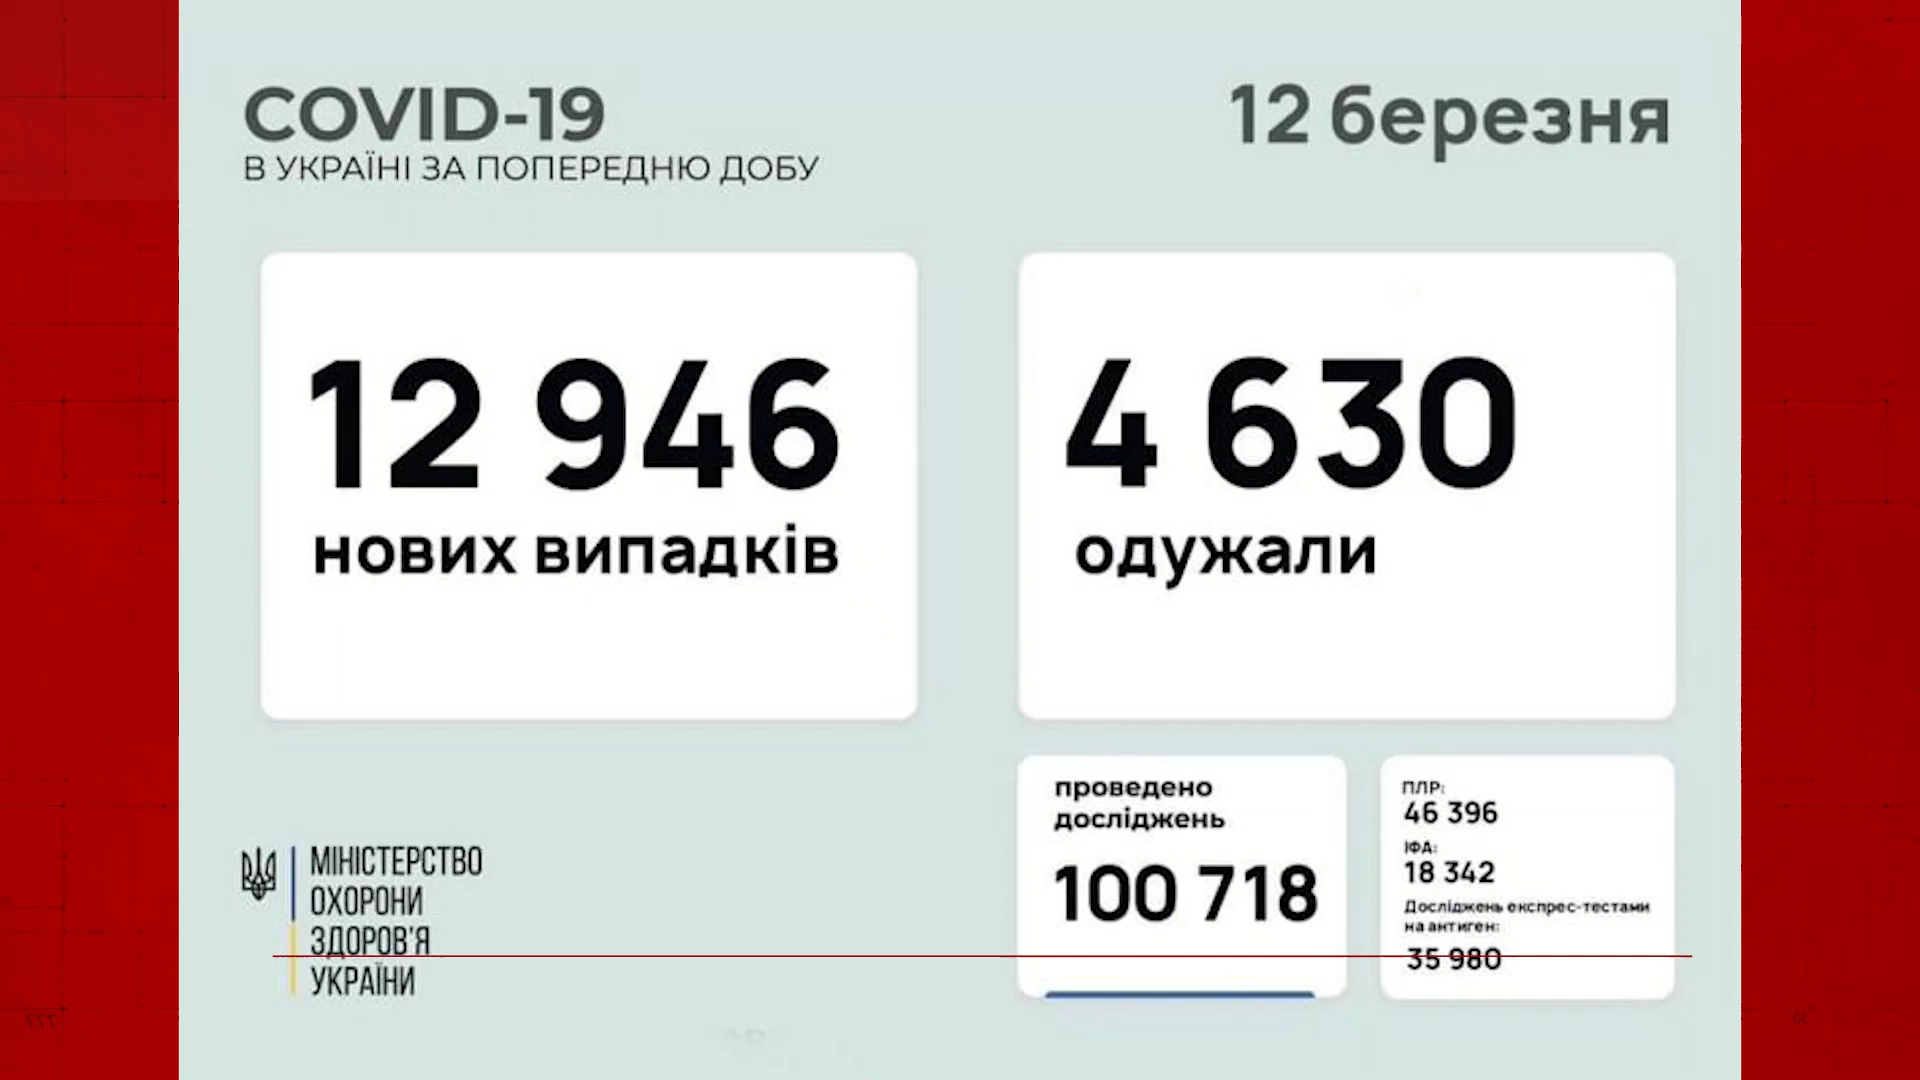 COVID-19
В УКРАЇНІ ЗА ПОПЕРЕДНЮ ДОБУ
12 березня
12 946
нових випадків
4 630
одужали
проведено
досліджень
100 718
ПЛР:
46 396
ІФА:
18 342
Досліджень експрес-тестами
на антиген:
35 980
МІНІСТЕРСТВО
ОХОРОНИ
ЗДОРОВ'Я
УКРАЇНИ